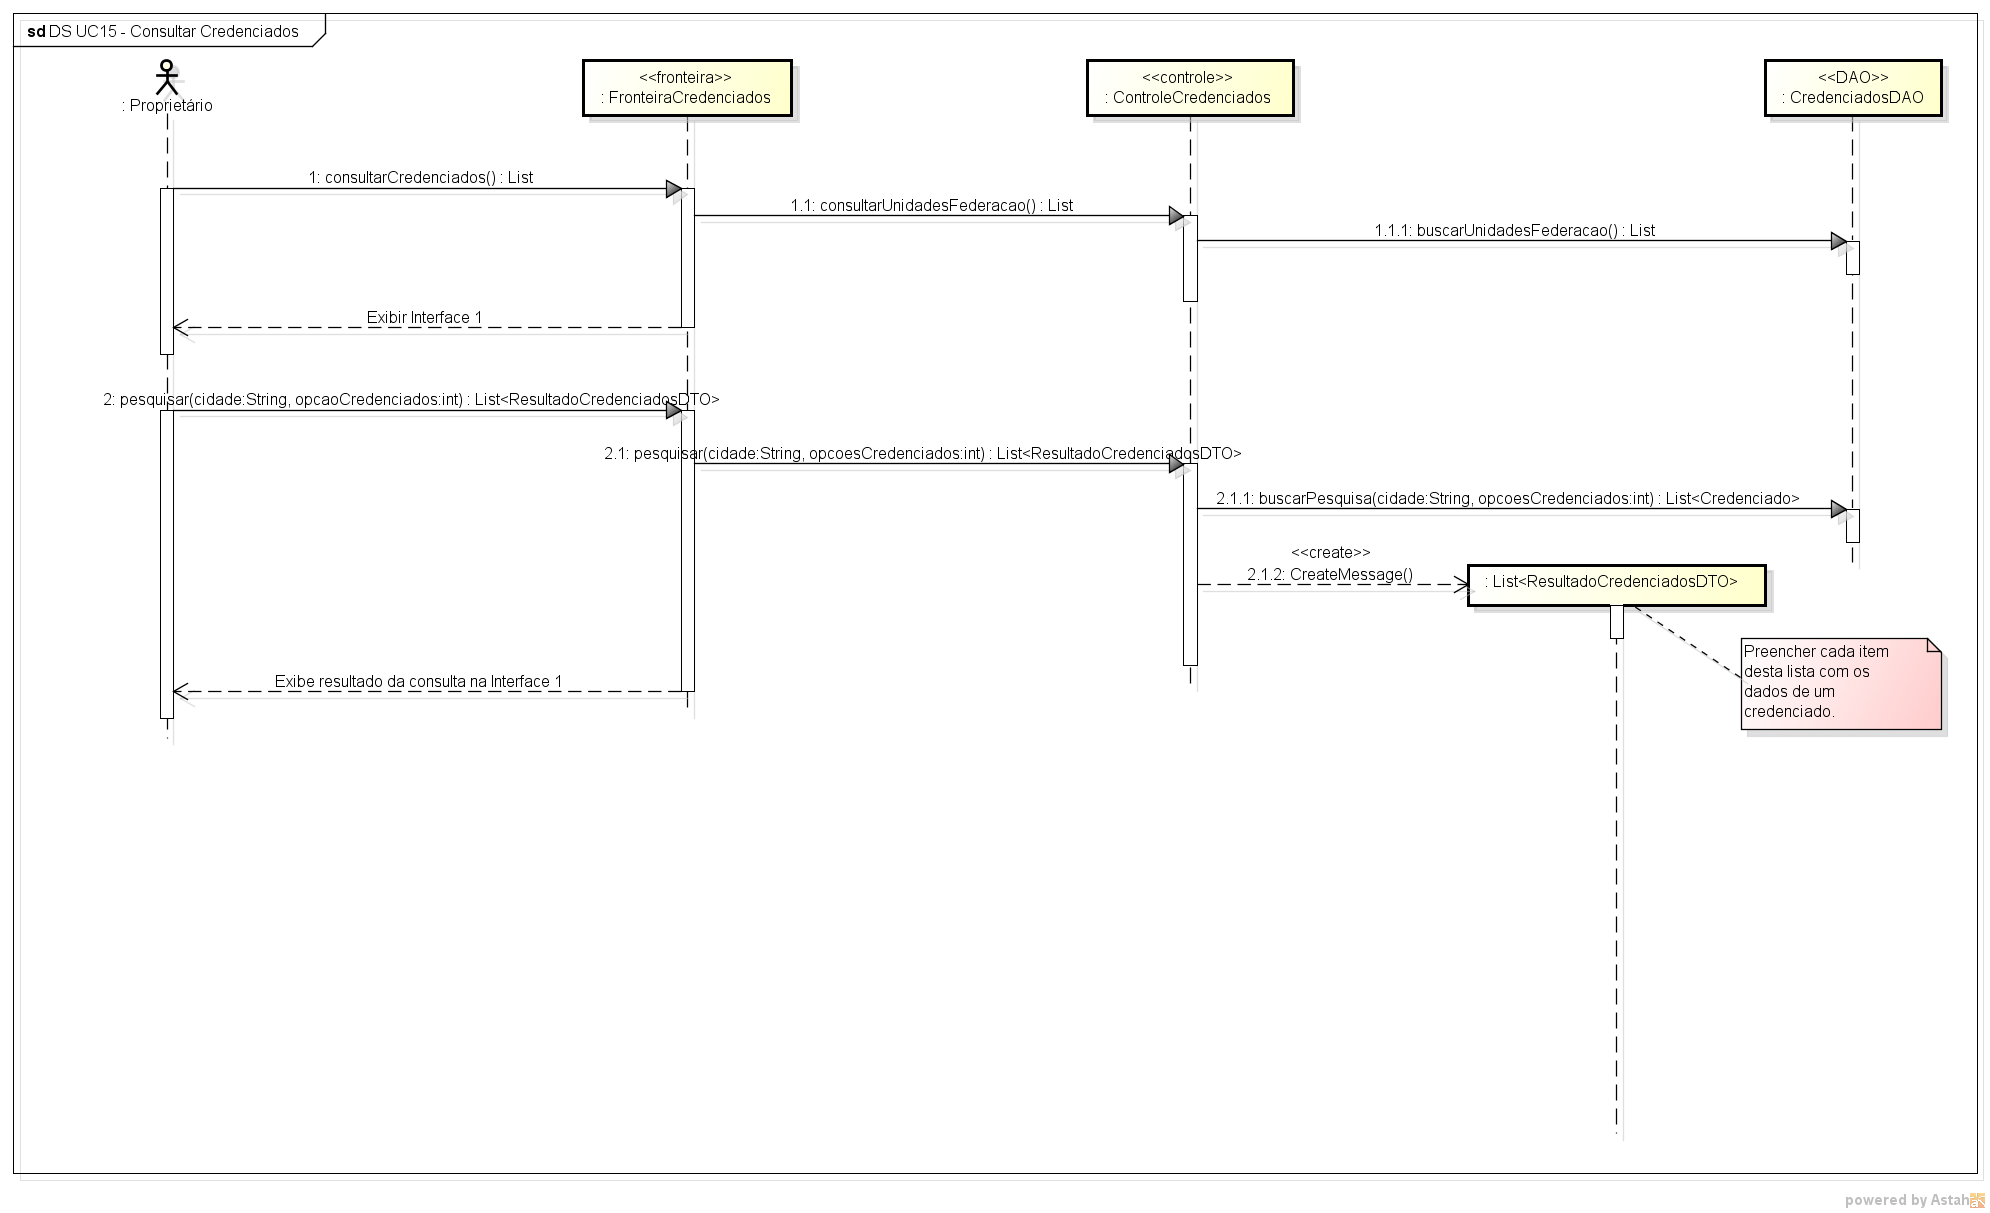 sd DS UC15 - Consultar Credenciados
: Proprietário
<<fronteira>>
: FronteiraCredenciados
<<controle>>
: ControleCredenciados
<<DAO>>
: CredenciadosDAO
1: consultarCredenciados() : List
1.1: consultarUnidadesFederacao() : List
1.1.1: buscarUnidadesFederacao() : List
Exibir Interface 1
2: pesquisar(cidade:String, opcaoCredenciados:int) : List<ResultadoCredenciadosDTO>
2.1: pesquisar(cidade:String, opcoesCredenciados:int) : List<ResultadoCredenciadosDTO>
2.1.1: buscarPesquisa(cidade:String, opcoesCredenciados:int) : List<Credenciado>
<<create>>
2.1.2: CreateMessage()
: List<ResultadoCredenciadosDTO>
Preencher cada item
desta lista com os
dados de um
credenciado.
Exibe resultado da consulta na Interface 1
powered by Astah